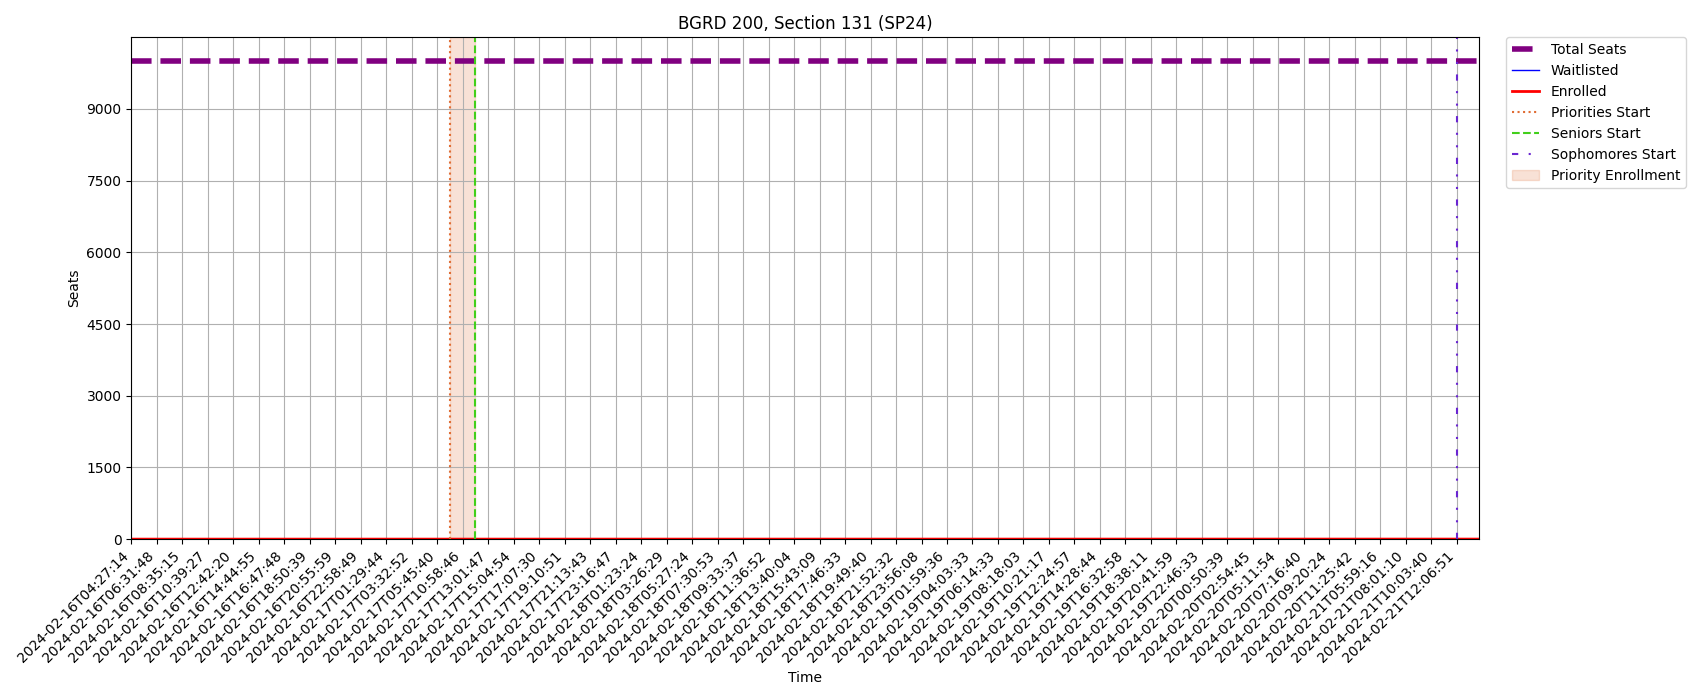 BGRD 200, Section 131 (SP24)
Total Seats
Waitlisted
Enrolled
Priorities Start
Seniors Start
Sophomores Start
Priority Enrollment
Seats
9000
7500
6000
4500
3000
1500
0
2024-02-16T04:27:14
2024-02-16T06:31:48
2024-02-16T08:35:15
2024-02-16T10:39:27
2024-02-16T12:42:20
2024-02-16T14:44:55
2024-02-16T16:47:48
2024-02-16T18:50:39
2024-02-16T20:55:59
2024-02-16T22:58:49
2024-02-17T01:29:44
2024-02-17T03:32:52
2024-02-17T05:45:40
2024-02-17T10:58:46
2024-02-17T13:01:47
2024-02-17T15:04:54
2024-02-17T17:07:30
2024-02-17T19:10:51
2024-02-17T21:13:43
2024-02-17T23:16:47
2024-02-18T01:23:24
2024-02-18T03:26:29
2024-02-18T05:27:24
2024-02-18T07:30:53
2024-02-18T09:33:37
2024-02-18T11:36:52
2024-02-18T13:40:04
2024-02-18T15:43:09
2024-02-18T17:46:33
2024-02-18T19:49:40
2024-02-18T21:52:32
2024-02-18T23:56:08
2024-02-19T01:59:36
2024-02-19T04:03:33
2024-02-19T06:14:33
2024-02-19T08:18:03
2024-02-19T10:21:17
2024-02-19T12:24:57
2024-02-19T14:28:44
2024-02-19T16:32:58
2024-02-19T18:38:11
2024-02-19T20:41:59
2024-02-19T22:46:33
2024-02-20T00:50:39
2024-02-20T02:54:45
2024-02-20T05:11:54
2024-02-20T07:16:40
2024-02-20T09:20:24
2024-02-20T11:25:42
2024-02-21T05:59:16
2024-02-21T08:01:10
2024-02-21T10:03:40
2024-02-21T12:06:51
Time